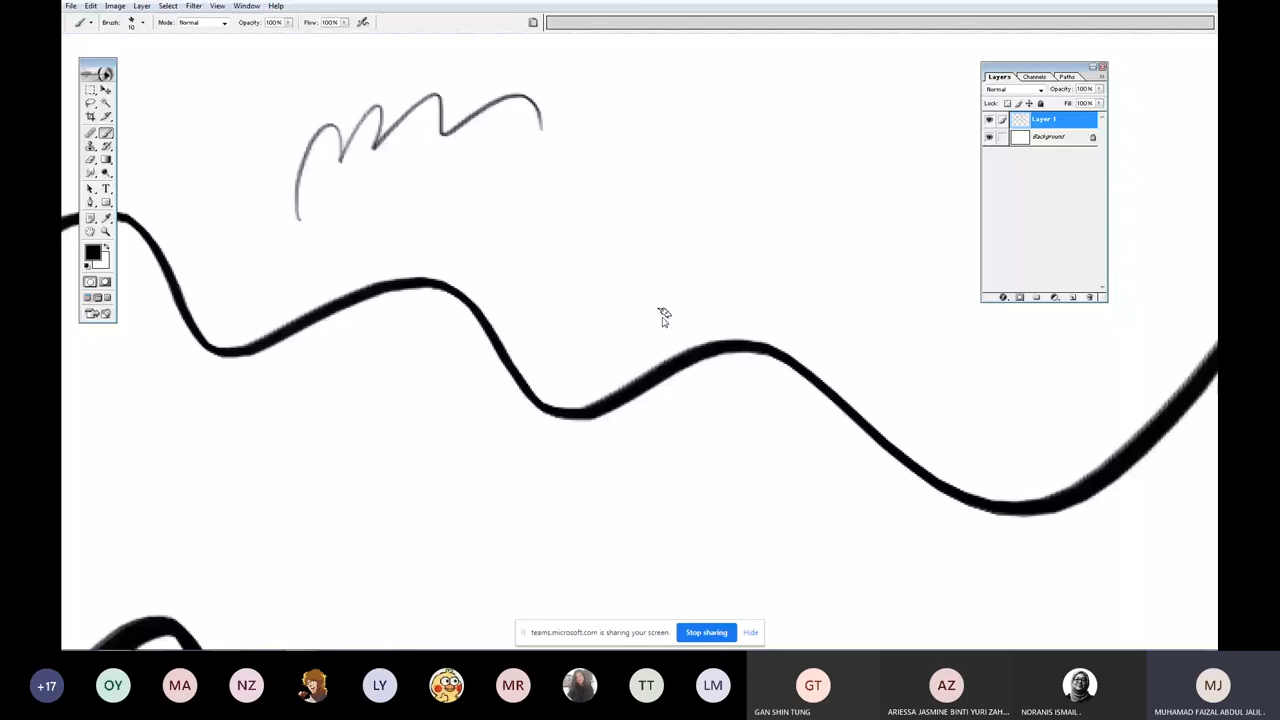 File Edit Image Layer Select Filter View Window Help
Brush: 10 Mode: Normal Opacity: 100% Flow: 100%
Layers Channels Paths
Normal Opacity: 100%
Lock: Fill: 100%
Layer 1
Background
T
teams.microsoft.com is sharing your screen. Stop sharing Hide
+17 OY MA NZ LY MR TT LM GT AZ MJ
GAN SHIN TUNG ARIESSA JASMINE BINTI YURI ZAH... NORANIS ISMAIL . MUHAMAD FAIZAL ABDUL JALIL .